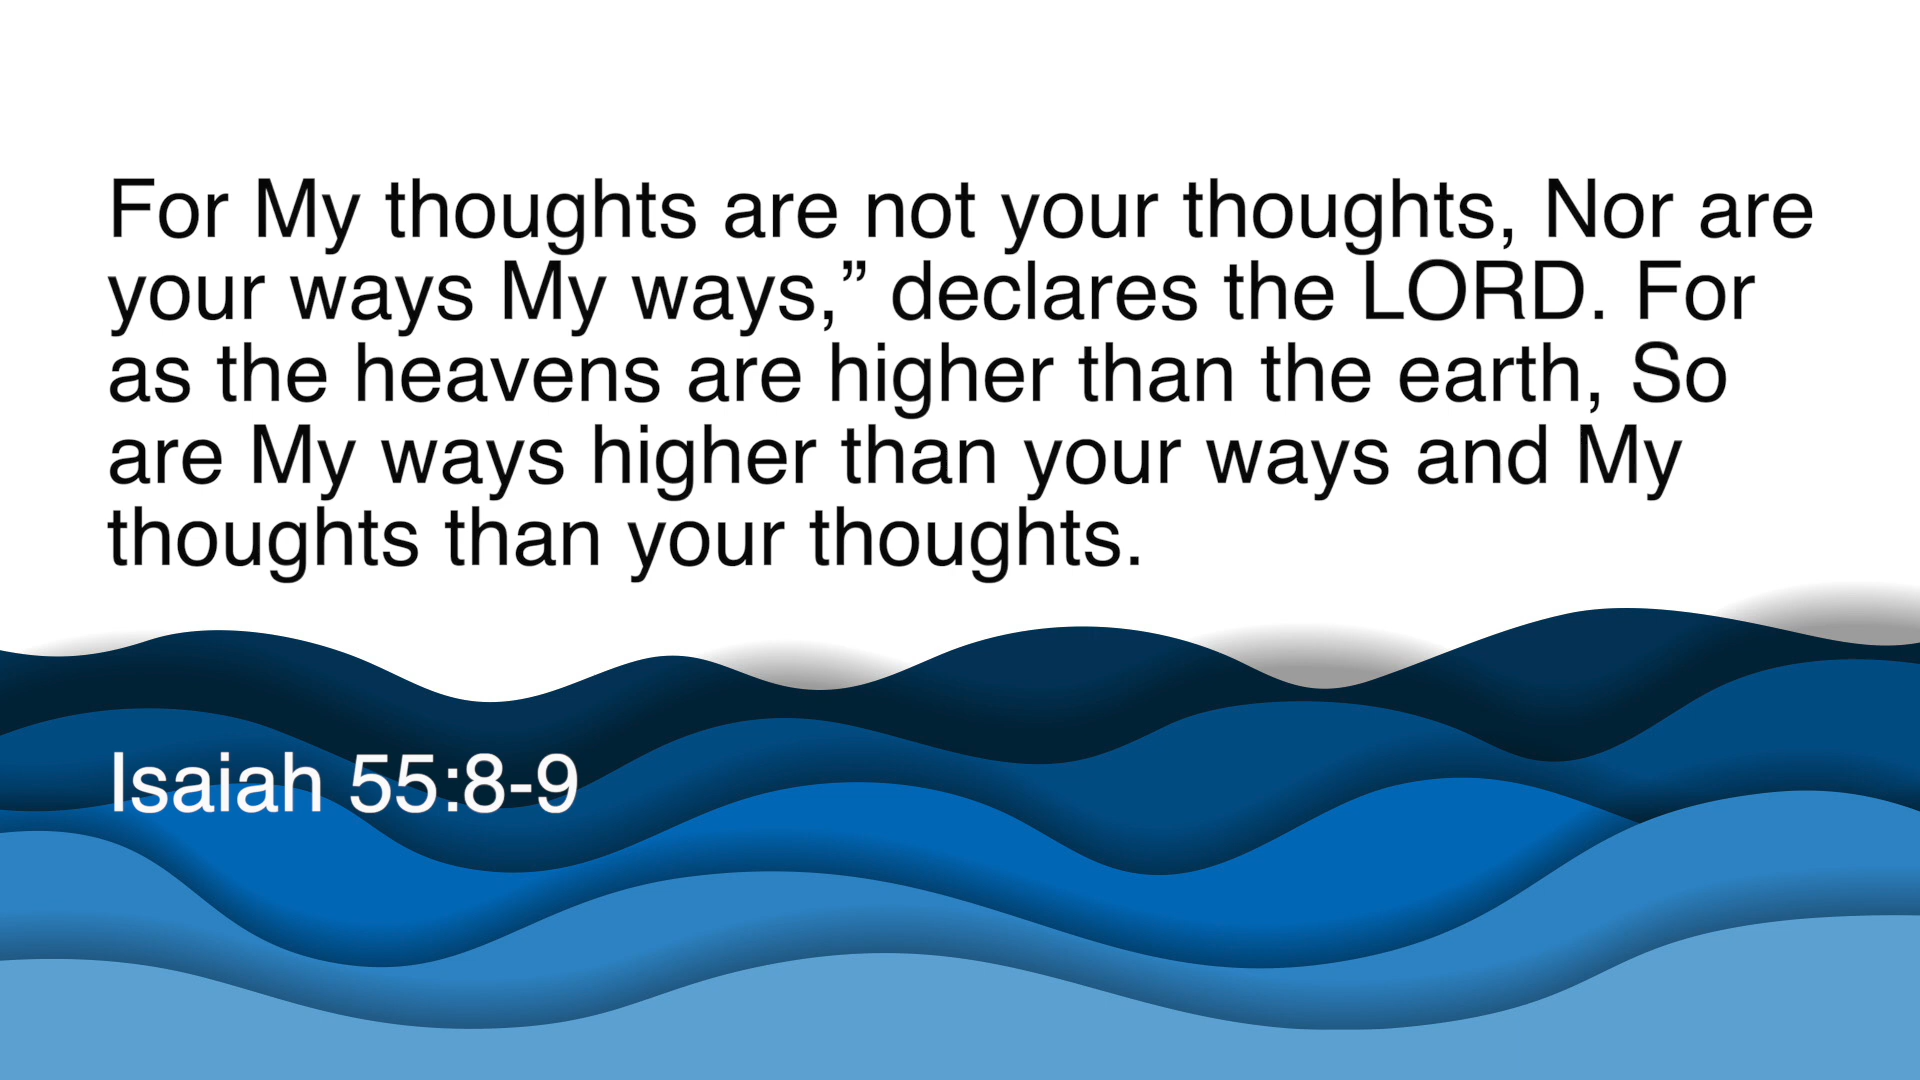 For My thoughts are not your thoughts, Nor are
your ways My ways,” declares the LORD. For
as the heavens are higher than the earth, So
are My ways higher than your ways and My
thoughts than your thoughts.
Isaiah 55:8-9